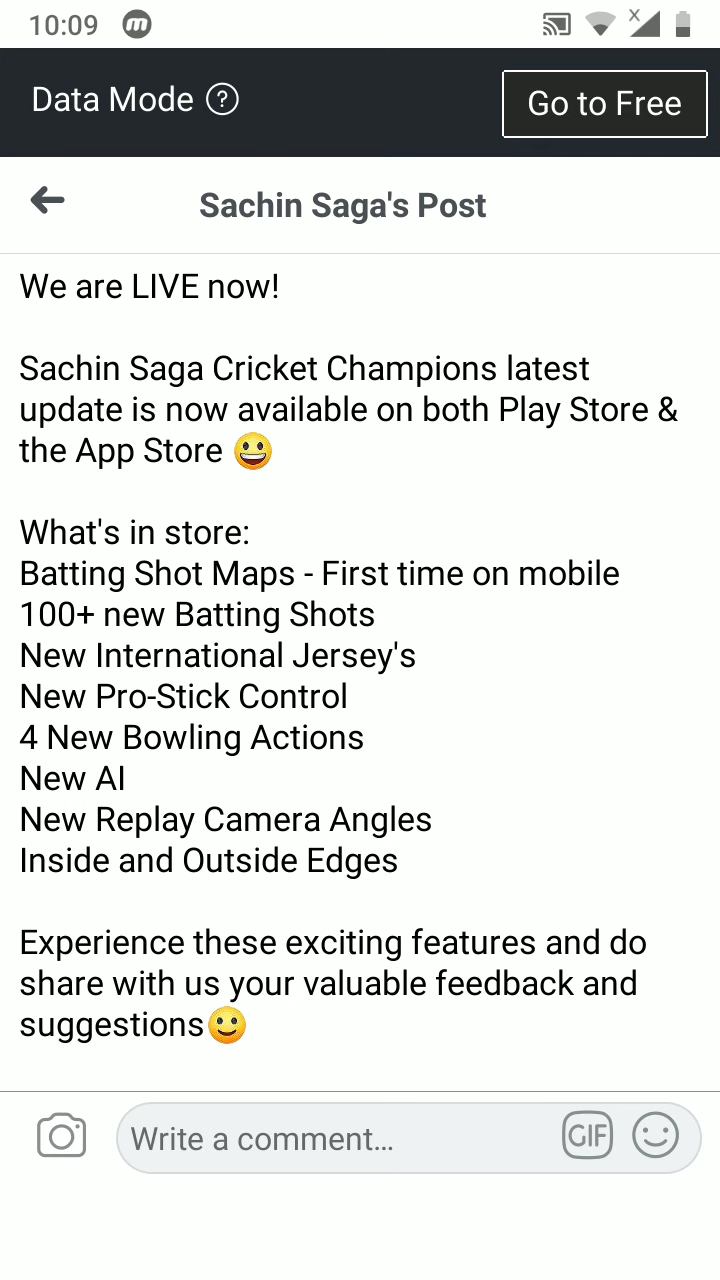 10:09
Data Mode ?
Go to Free
Sachin Saga's Post
We are LIVE now!
Sachin Saga Cricket Champions latest
update is now available on both Play Store &
the App Store 😀
What's in store:
Batting Shot Maps - First time on mobile
100+ new Batting Shots
New International Jersey's
New Pro-Stick Control
4 New Bowling Actions
New AI
New Replay Camera Angles
Inside and Outside Edges
Experience these exciting features and do
share with us your valuable feedback and
suggestions🙂
Write a comment...
GIF